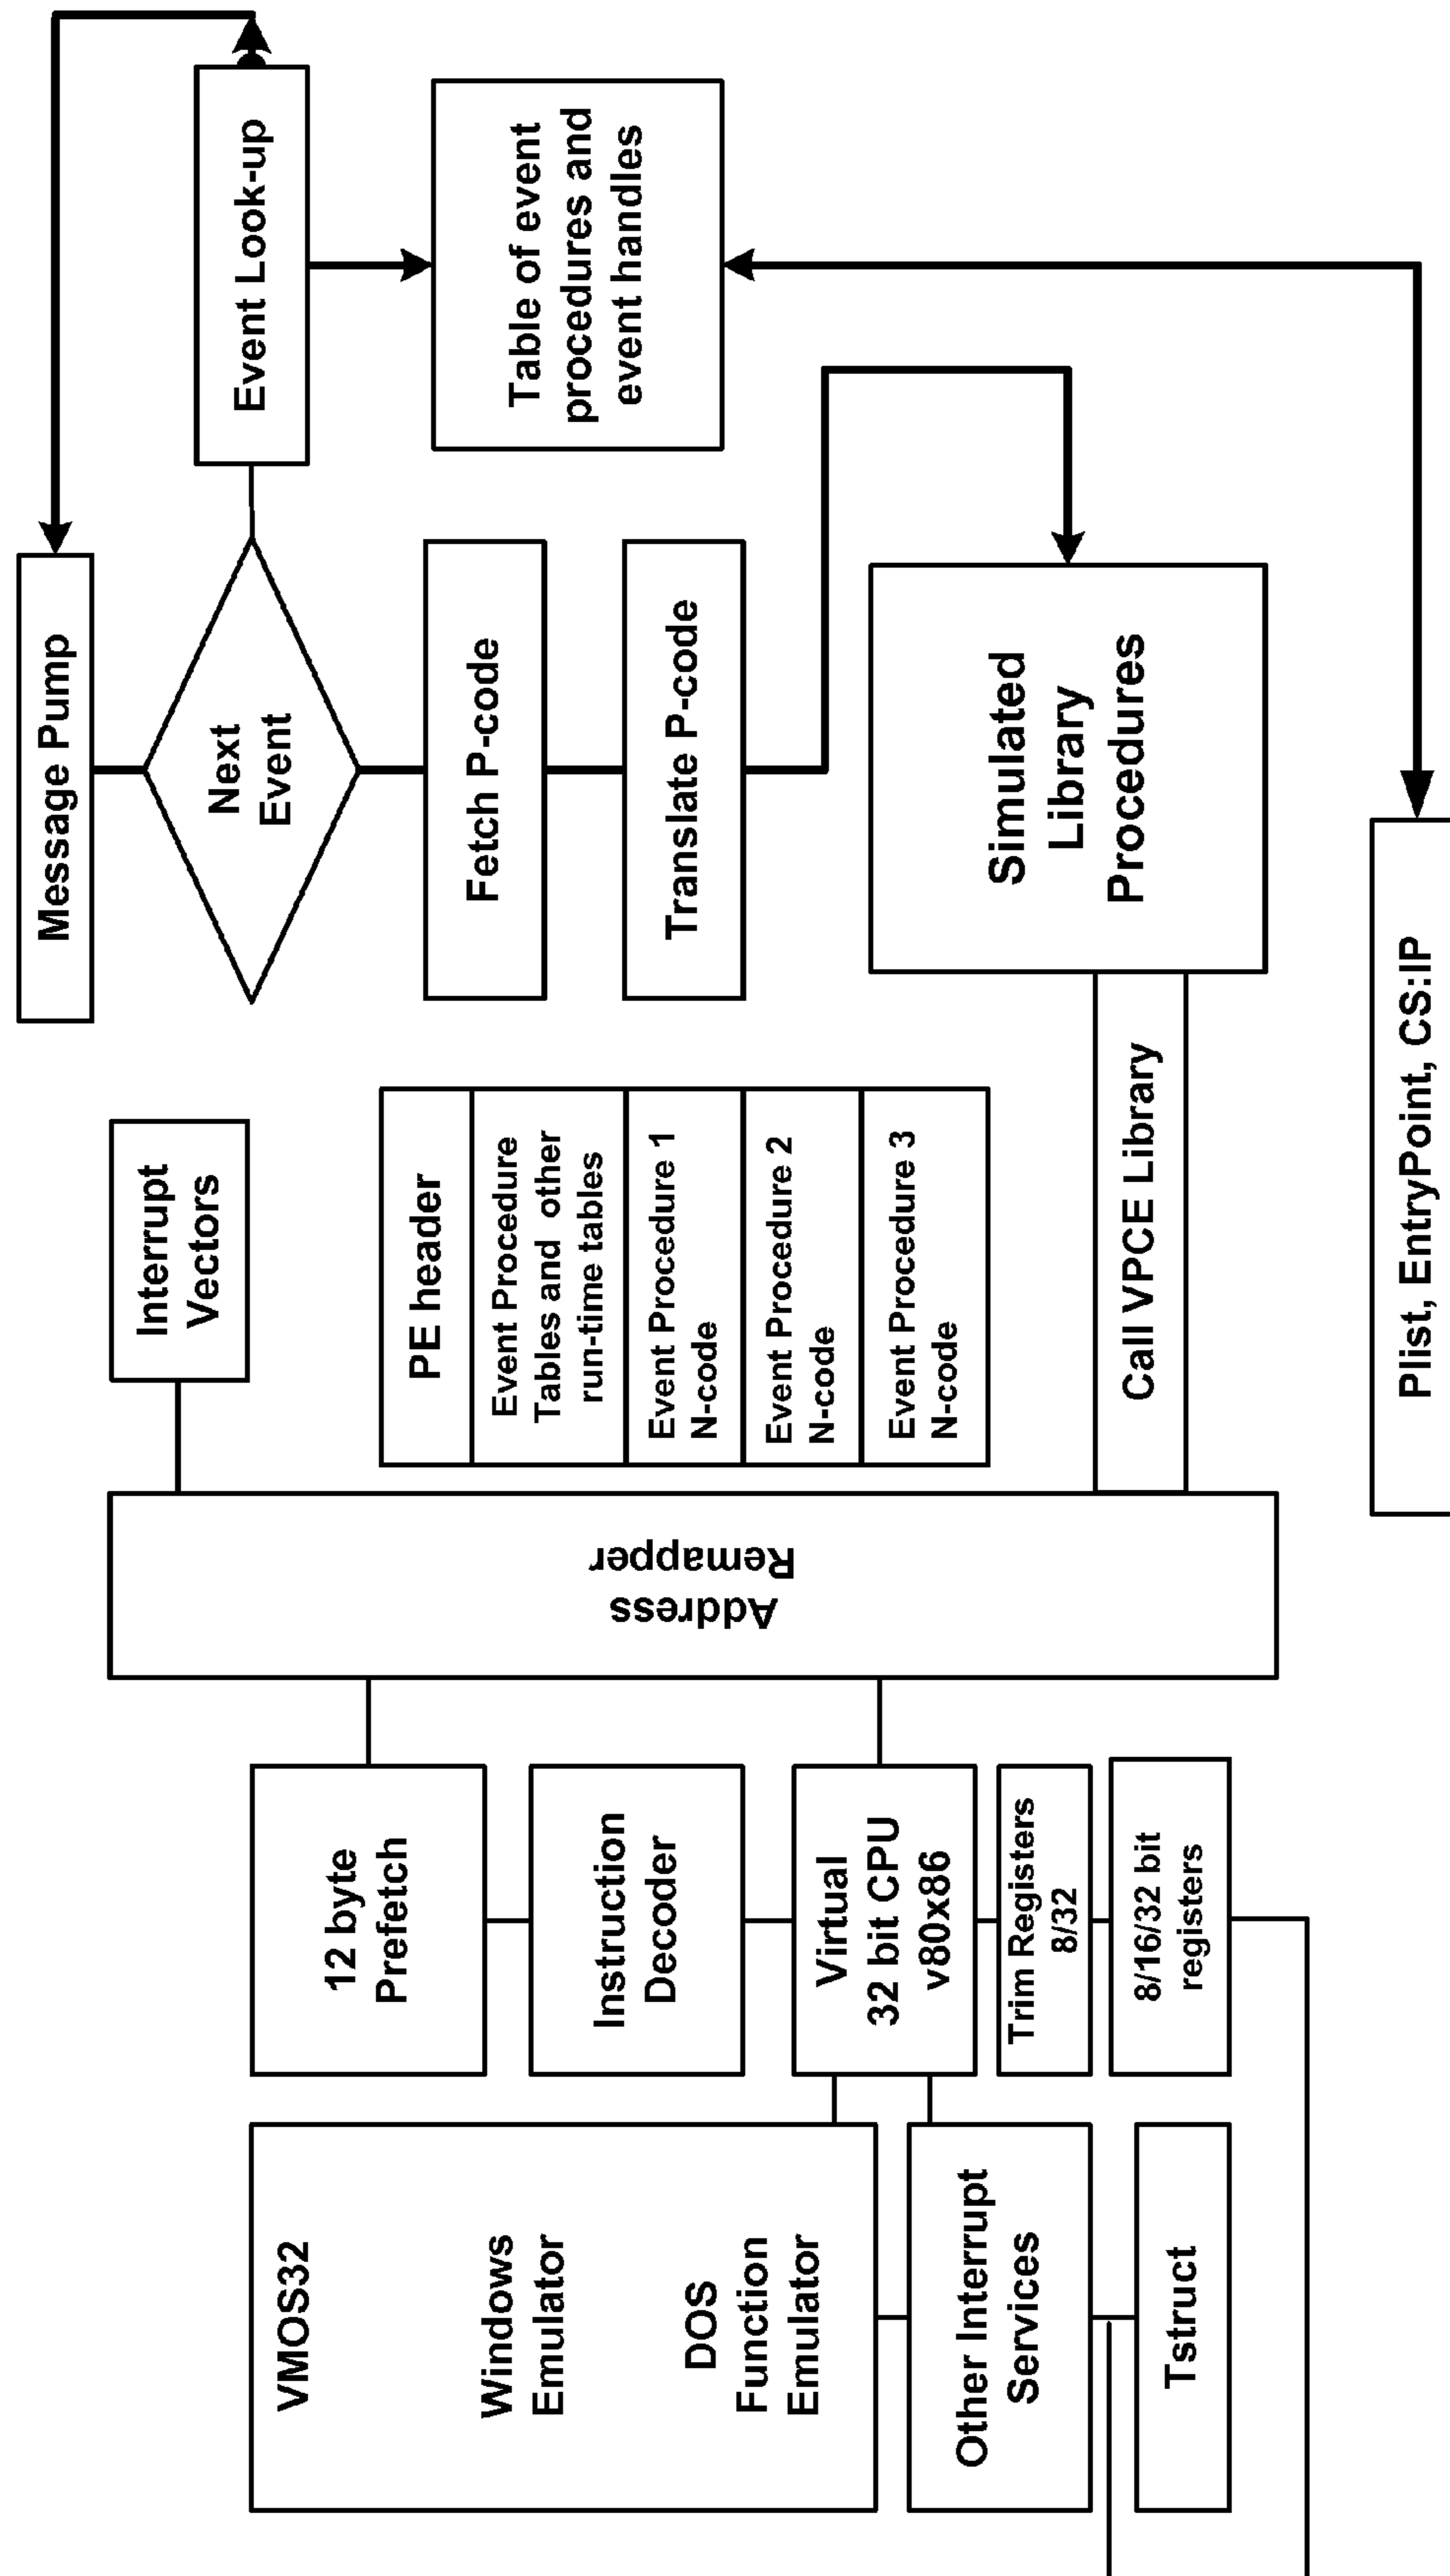 VMOS32
Windows
Emulator
DOS
Function
Emulator
Other Interrupt
Services
Tstruct
12 byte
Prefetch
Instruction
Decoder
Virtual
32 bit CPU
v80x86
Trim Registers
8/32
8/16/32 bit
registers
Address
Remapper
Interrupt
Vectors
PE header
Event Procedure
Tables and other
run-time tables
Event Procedure 1
N-code
Event Procedure 2
N-code
Event Procedure 3
N-code
Call VPCE Library
Message Pump
Next
Event
Fetch P-code
Translate P-code
Simulated
Library
Procedures
Event Look-up
Table of event
procedures and
event handles
Plist, EntryPoint, CS:IP